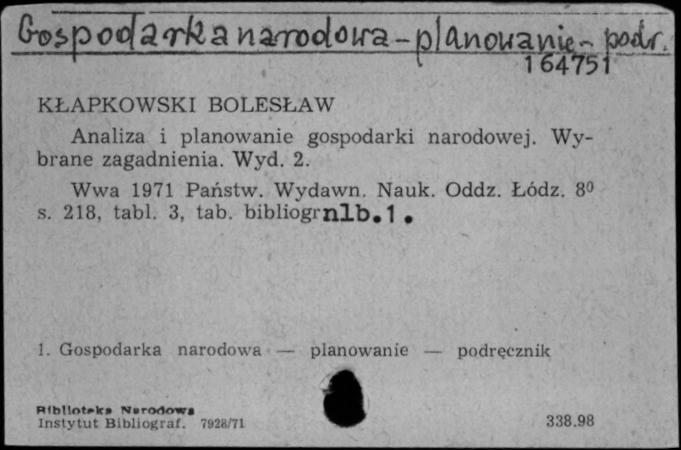 Gospodarka narodowa - planowanie - podr.
164751
KŁAPKOWSKI BOLESŁAW
Analiza i planowanie gospodarki narodowej. Wy-
brane zagadnienia. Wyd. 2.
Wwa 1971 Państw. Wydawn. Nauk. Oddz. Łódz. 8⁰
s. 218, tabl. 3, tab. bibliogr nlb. 1.
1. Gospodarka narodowa — planowanie — podręcznik
Biblioteka Narodowa
Instytut Bibliograf. 7928/71
338.98